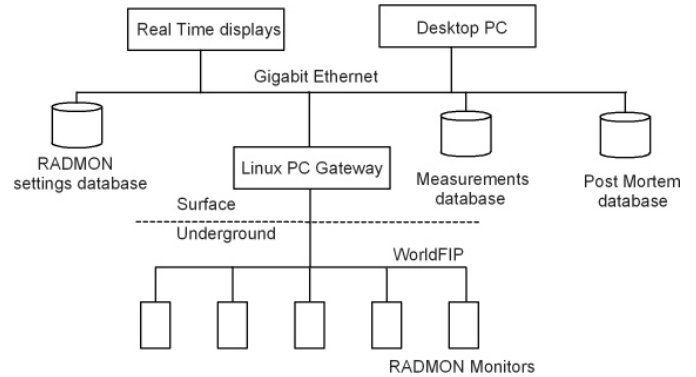 Real Time displays
Desktop PC
Gigabit Ethernet
RADMON
settings database
Linux PC Gateway
Measurements
database
Post Mortem
database
Surface
Underground
WorldFIP
RADMON Monitors